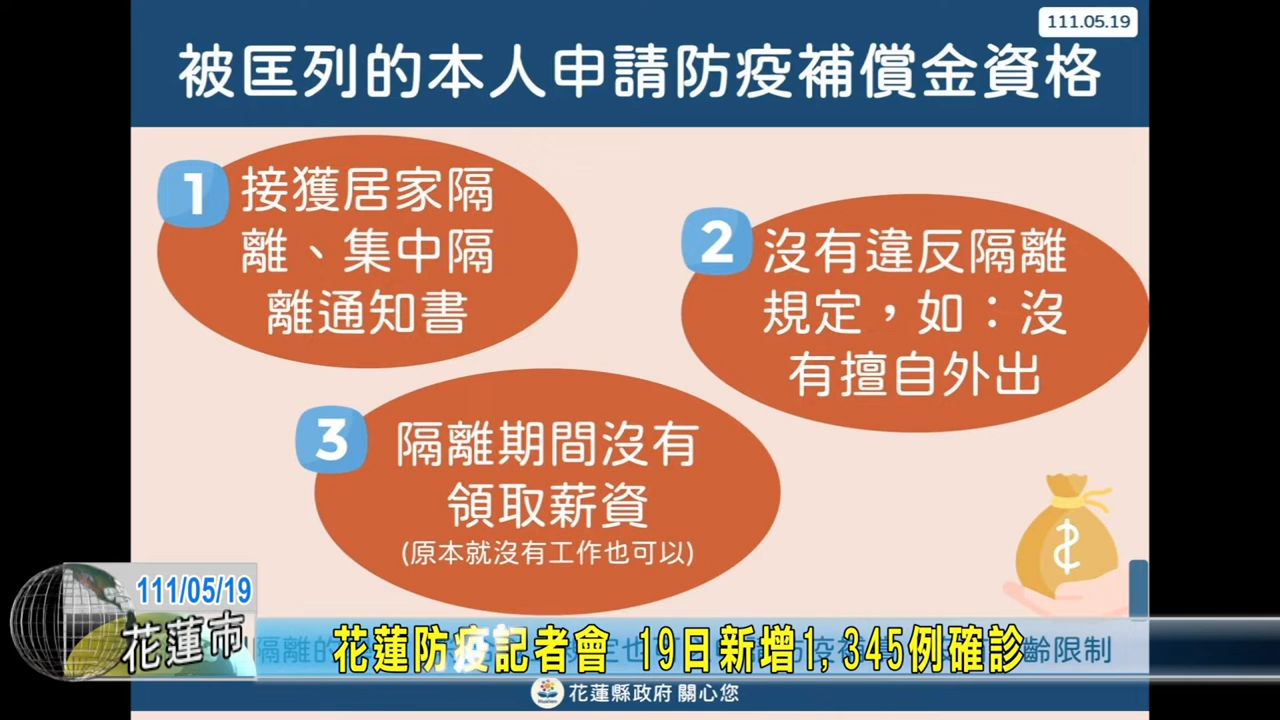 111.05.19
被匡列的本人申請防疫補償金資格
1
接獲居家隔
離、集中隔
離通知書
2
沒有違反隔離
規定，如：沒
有擅自外出
3
隔離期間沒有
領取薪資
(原本就沒有工作也可以)
111/05/19
花蓮市
花蓮防疫記者會 19日新增1,345例確診
隔離的
齡限制
花蓮縣政府 關心您